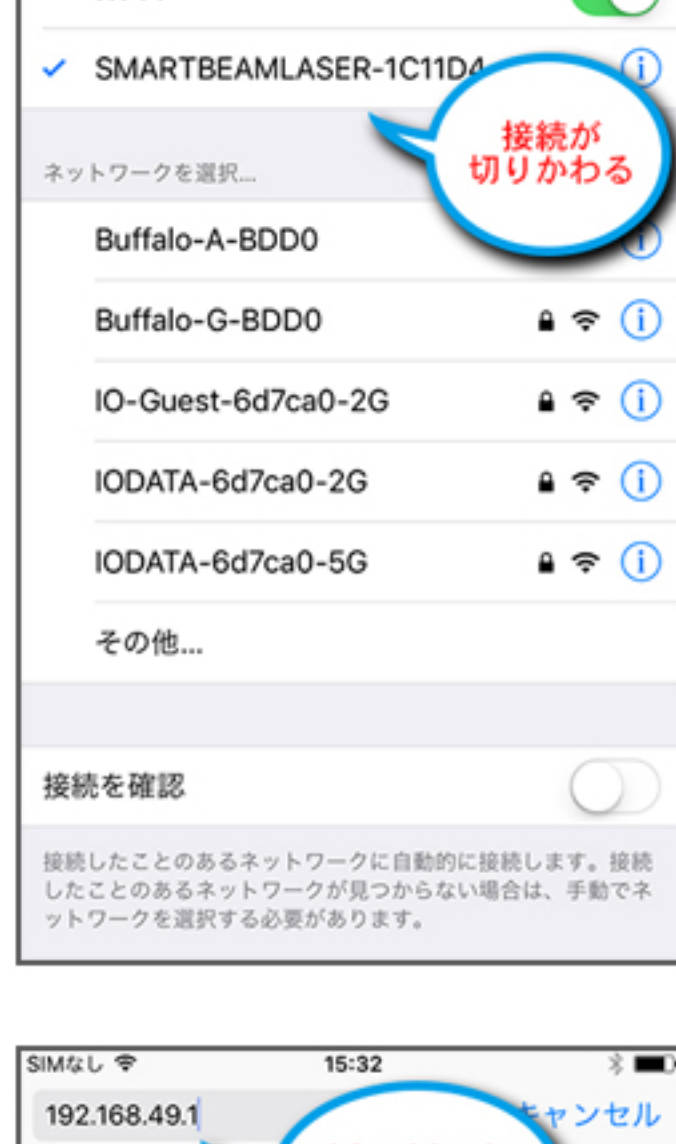 SMARTBEAMLASER-1C11D4
接続が
切りかわる
ネットワークを選択...
Buffalo-A-BDD0
Buffalo-G-BDD0
IO-Guest-6d7ca0-2G
IODATA-6d7ca0-2G
IODATA-6d7ca0-5G
その他...
接続を確認
接続したことのあるネットワークに自動的に接続します。接続
したことのあるネットワークが見つからない場合は、手動でネ
ットワークを選択する必要があります。
SIMなし 15:32
192.168.49.1 キャンセル